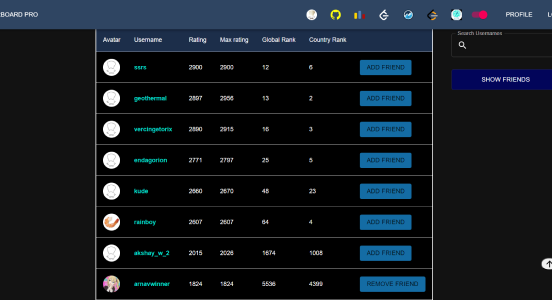 BOARD PRO PROFILE
Search Usernames
Avatar Username Rating Max rating Global Rank Country Rank
SHOW FRIENDS
ssrs 2900 2900 12 6 ADD FRIEND
geothermal 2897 2956 13 2 ADD FRIEND
vercingetorix 2890 2915 16 3 ADD FRIEND
endagorion 2771 2797 25 5 ADD FRIEND
kude 2660 2670 48 23 ADD FRIEND
rainboy 2607 2607 64 4 ADD FRIEND
akshay_w_2 2015 2026 1674 1008 ADD FRIEND
arnavwinner 1824 1824 5536 4399 REMOVE FRIEND